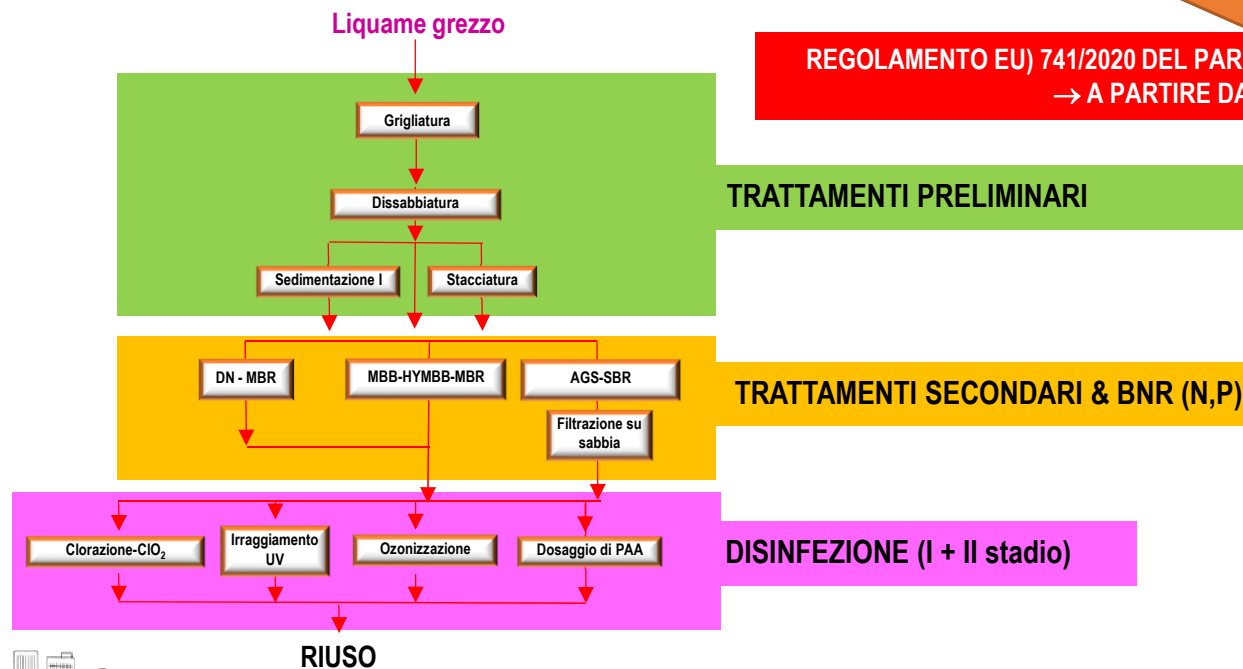 Liquame grezzo
REGOLAMENTO EU) 741/2020 DEL PAR
→ A PARTIRE DA
Grigliatura
Dissabbiatura
TRATTAMENTI PRELIMINARI
Sedimentazione I
Stacciatura
DN - MBR
MBB-HYMBB-MBR
AGS-SBR
TRATTAMENTI SECONDARI & BNR (N,P)
Filtrazione su
sabbia
Clorazione-ClO₂
Irraggiamento
UV
Ozonizzazione
Dosaggio di PAA
DISINFEZIONE (I + II stadio)
RIUSO